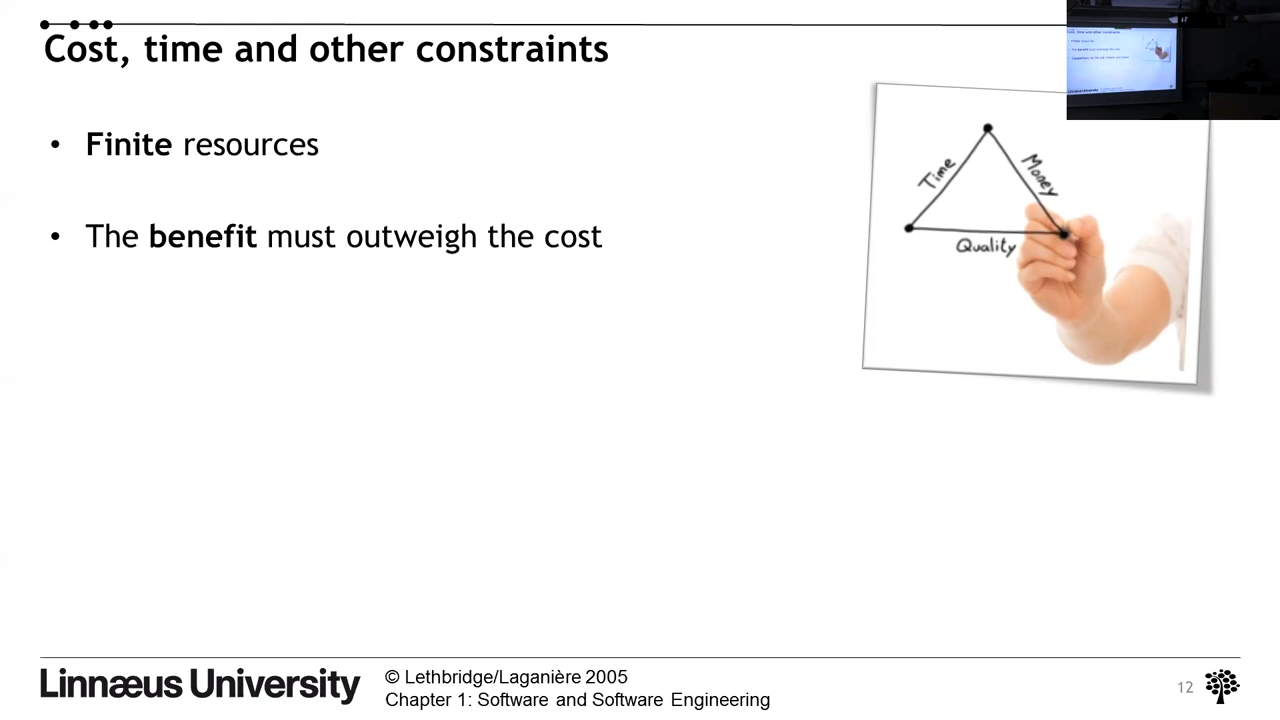 Cost, time and other constraints
• Finite resources
• The benefit must outweigh the cost
Time
Money
Quality
Linnæus University
© Lethbridge/Laganière 2005
Chapter 1: Software and Software Engineering
12